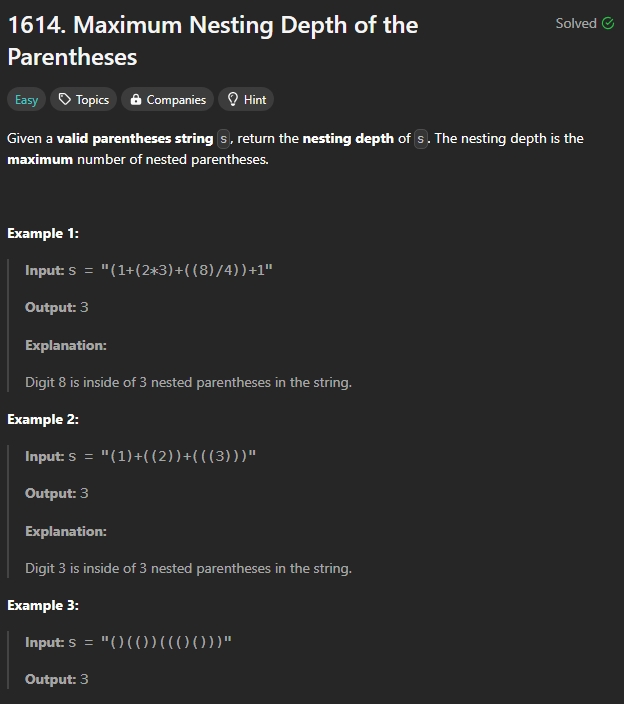 1614. Maximum Nesting Depth of the
Solved
Parentheses
Easy
Topics
Companies
Hint
Given a valid parentheses string s, return the nesting depth of s. The nesting depth is the
maximum number of nested parentheses.
Example 1:
Input: s = "(1+(2*3)+((8)/4))+1"
Output: 3
Explanation:
Digit 8 is inside of 3 nested parentheses in the string.
Example 2:
Input: s = "(1)+((2))+(((3)))"
Output: 3
Explanation:
Digit 3 is inside of 3 nested parentheses in the string.
Example 3:
Input: s = "()(())((()()))"
Output: 3